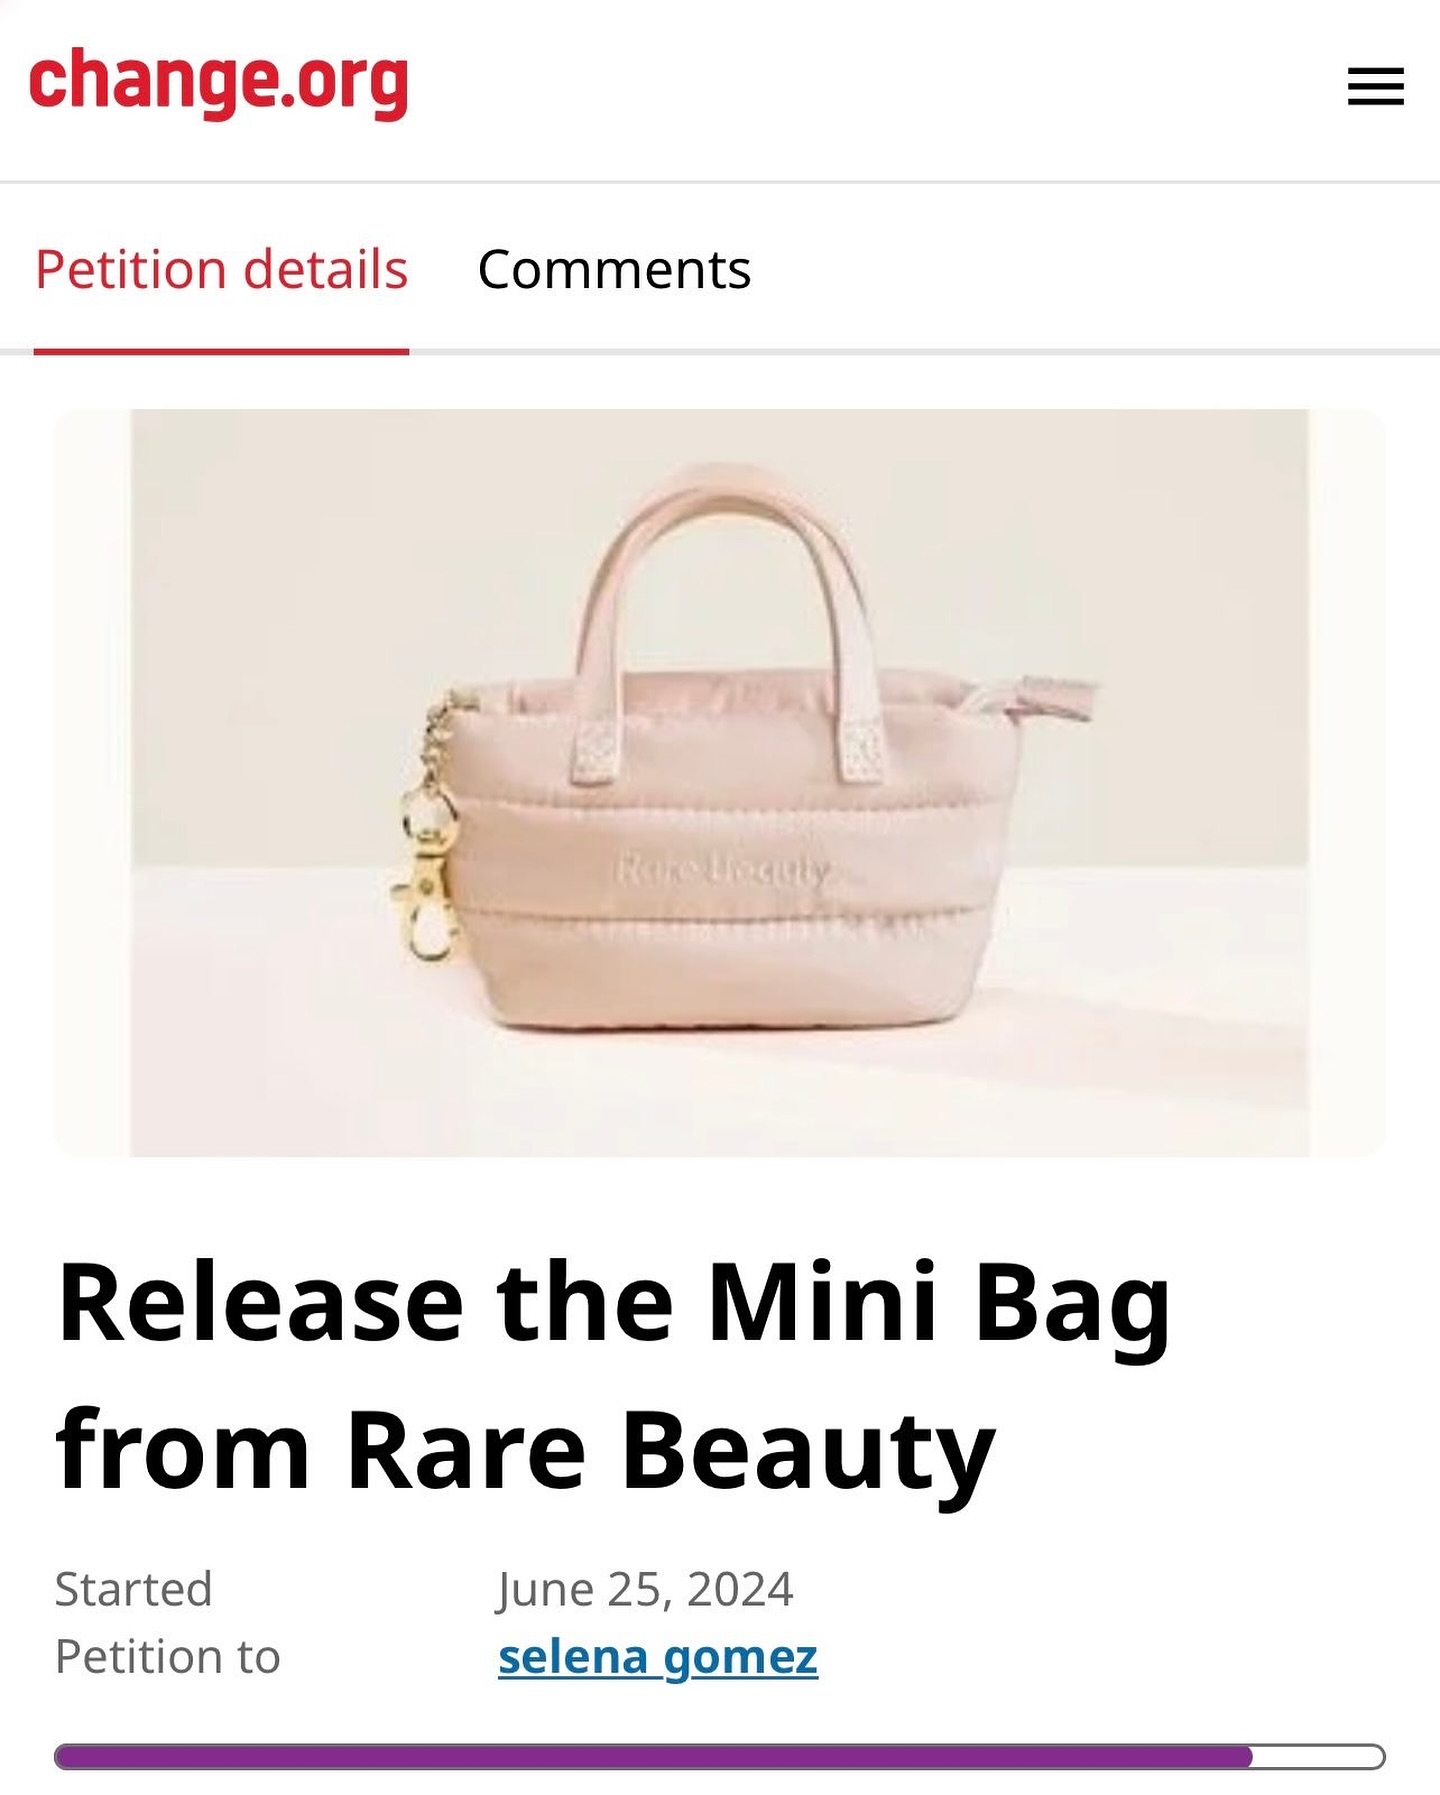 change.org
Petition details
Comments
Rare Beauty
Release the Mini Bag
from Rare Beauty
Started June 25, 2024
Petition to selena gomez